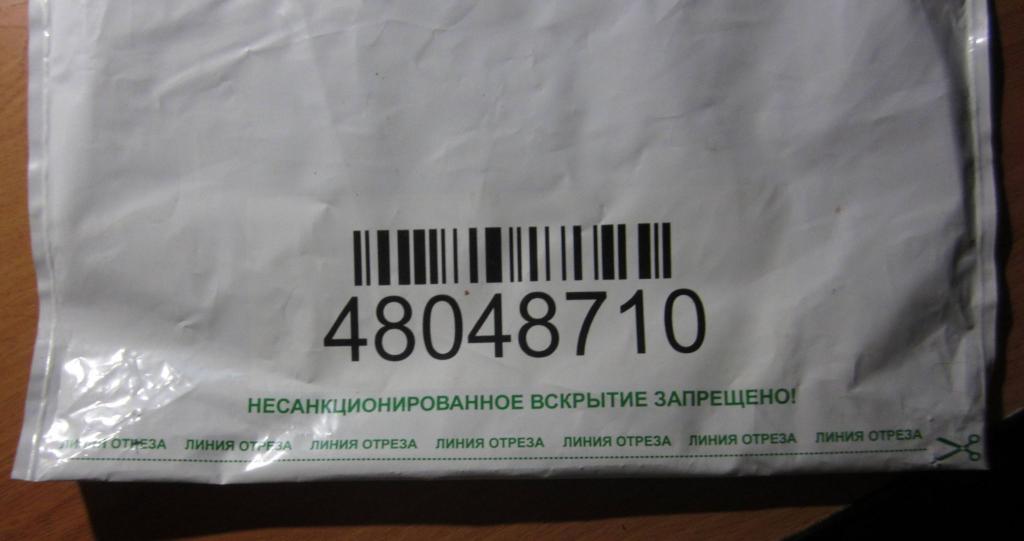 48048710
НЕСАНКЦИОНИРОВАННОЕ ВСКРЫТИЕ ЗАПРЕЩЕНО!
ЛИНИЯ ОТРЕЗА ЛИНИЯ ОТРЕЗА ЛИНИЯ ОТРЕЗА ЛИНИЯ ОТРЕЗА ЛИНИЯ ОТРЕЗА ЛИНИЯ ОТРЕЗА ЛИНИЯ ОТРЕЗА